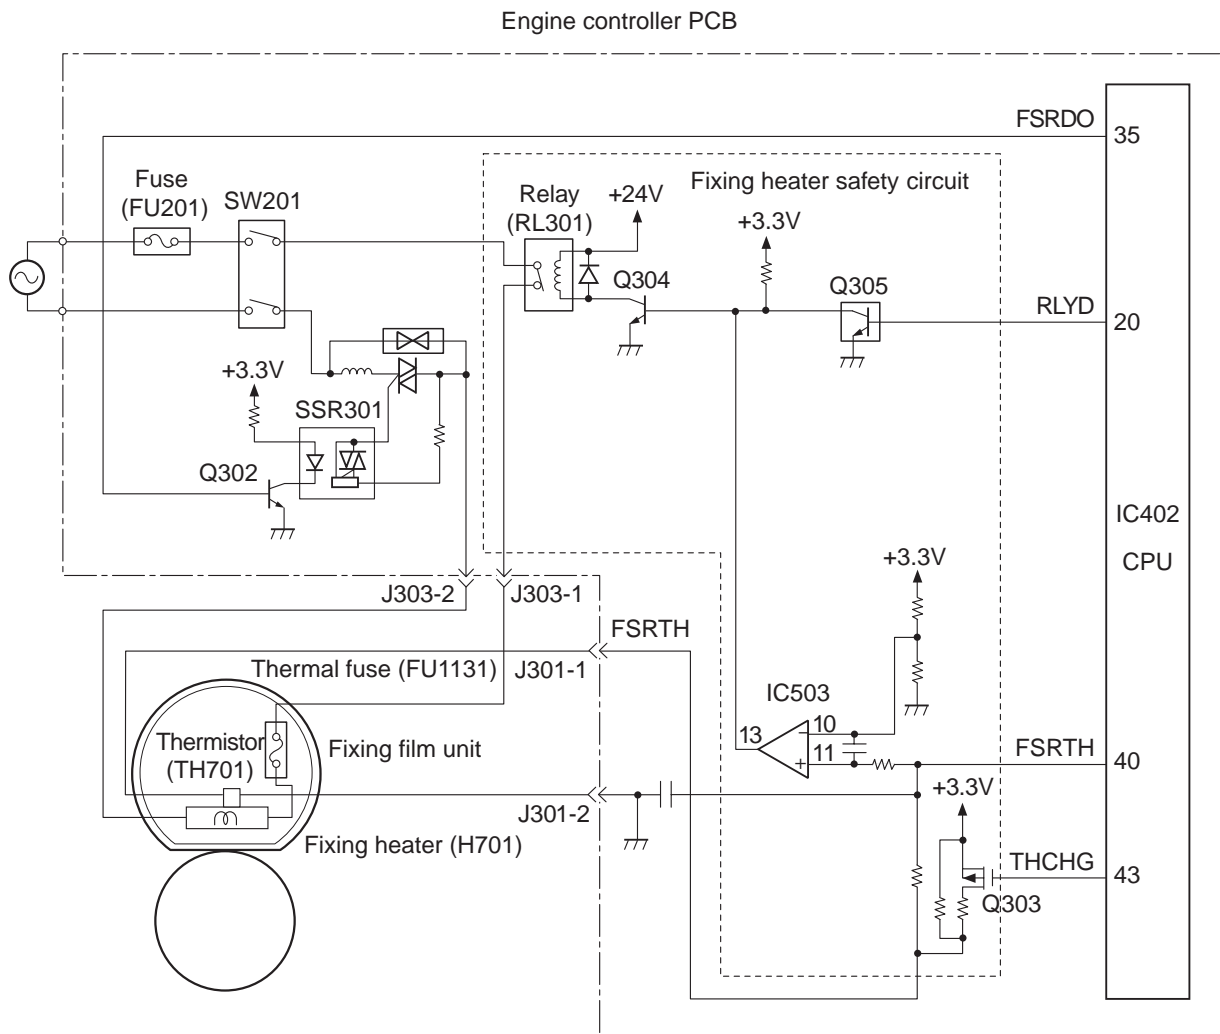 Engine controller PCB
FSRDO
35
Fuse
(FU201)
SW201
Relay
(RL301)
+24V
Fixing heater safety circuit
+3.3V
Q304
Q305
RLYD
20
+3.3V
SSR301
Q302
IC402
CPU
+3.3V
J303-2
J303-1
FSRTH
Thermal fuse (FU1131)
J301-1
IC503
13
10
11
−
+
FSRTH
40
Thermistor
(TH701)
Fixing film unit
+3.3V
J301-2
Fixing heater (H701)
THCHG
43
Q303